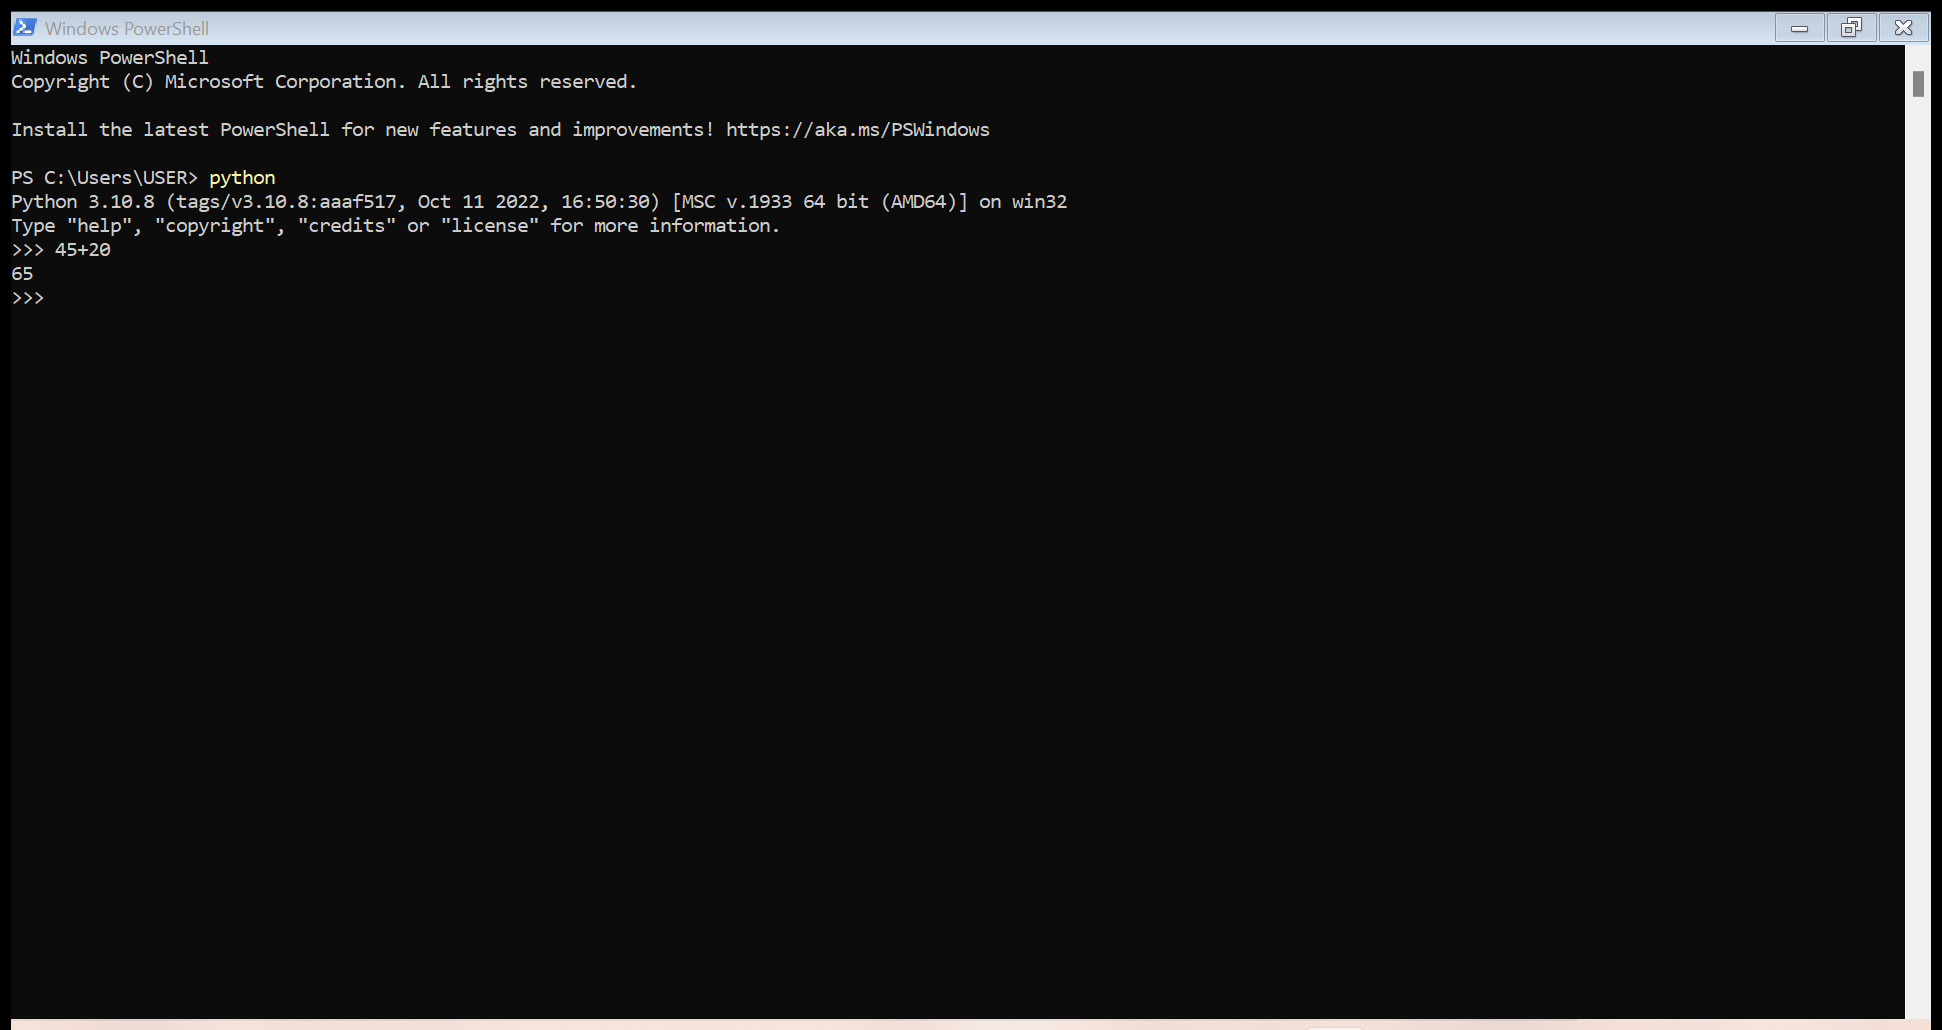 Windows PowerShell
Windows PowerShell
Copyright (C) Microsoft Corporation. All rights reserved.
Install the latest PowerShell for new features and improvements! https://aka.ms/PSWindows
PS C:\Users\USER> python
Python 3.10.8 (tags/v3.10.8:aaaf517, Oct 11 2022, 16:50:30) [MSC v.1933 64 bit (AMD64)] on win32
Type "help", "copyright", "credits" or "license" for more information.
>>> 45+20
65
>>>